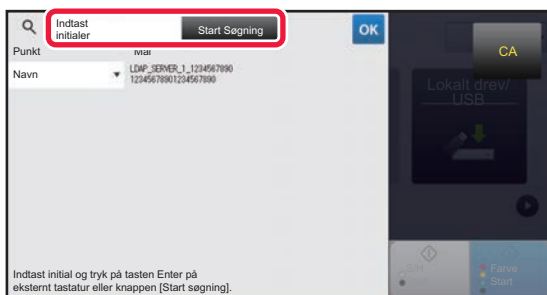 Indtast
initialer
Start Søgning
OK
CA
Punkt
Mål
Navn
LDAP_SERVER_1_1234567890
12345678901234567890
Lokalt drev/
USB
Farve
Start
Indtast initial og tryk på tasten Enter på
eksternt tastatur eller knappen [Start søgning].